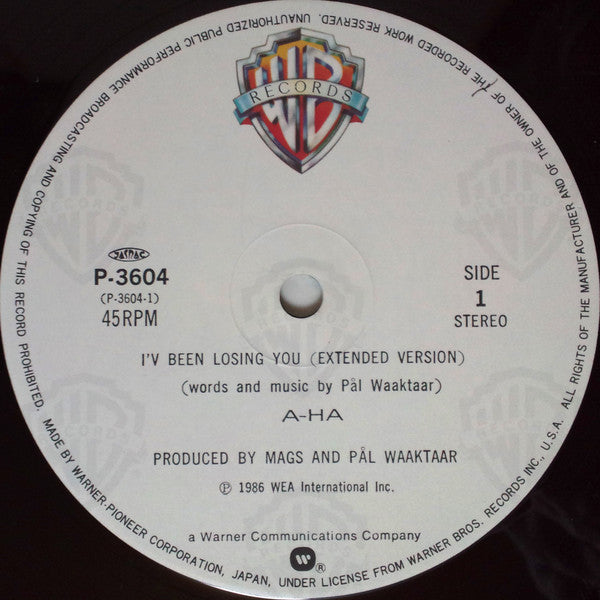 WB
RECORDS
JASRAC
P-3604
(P-3604-1)
45RPM
SIDE
1
STEREO
I'V BEEN LOSING YOU (EXTENDED VERSION)
(words and music by Pål Waaktaar)
A-HA
PRODUCED BY MAGS AND PÅL WAAKTAAR
Ⓟ 1986 WEA International Inc.
a Warner Communications Company
W®
ALL RIGHTS OF THE MANUFACTURER AND OF THE OWNER OF THE RECORDED WORK RESERVED. UNAUTHORIZED PUBLIC PERFORMANCE BROADCASTING AND COPYING OF THIS RECORD PROHIBITED. MADE BY WARNER-PIONEER CORPORATION, JAPAN, UNDER LICENSE FROM WARNER BROS. RECORDS INC., U.S.A.